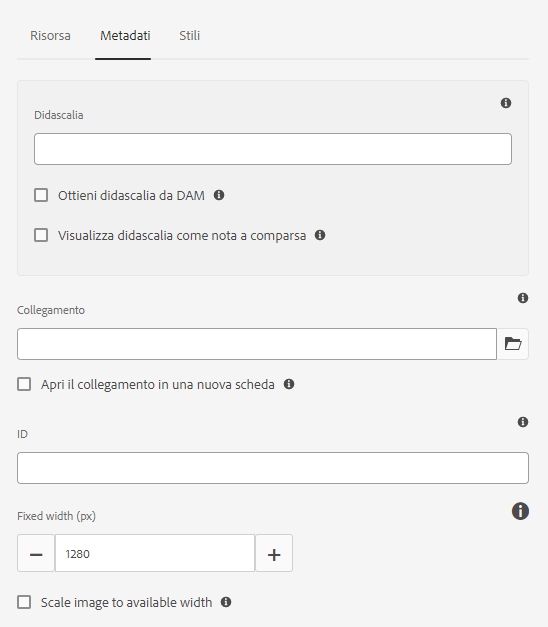 Risorsa Metadati Stili
Didascalia
Ottieni didascalia da DAM
Visualizza didascalia come nota a comparsa
Collegamento
Apri il collegamento in una nuova scheda
ID
Fixed width (px)
1280
Scale image to available width